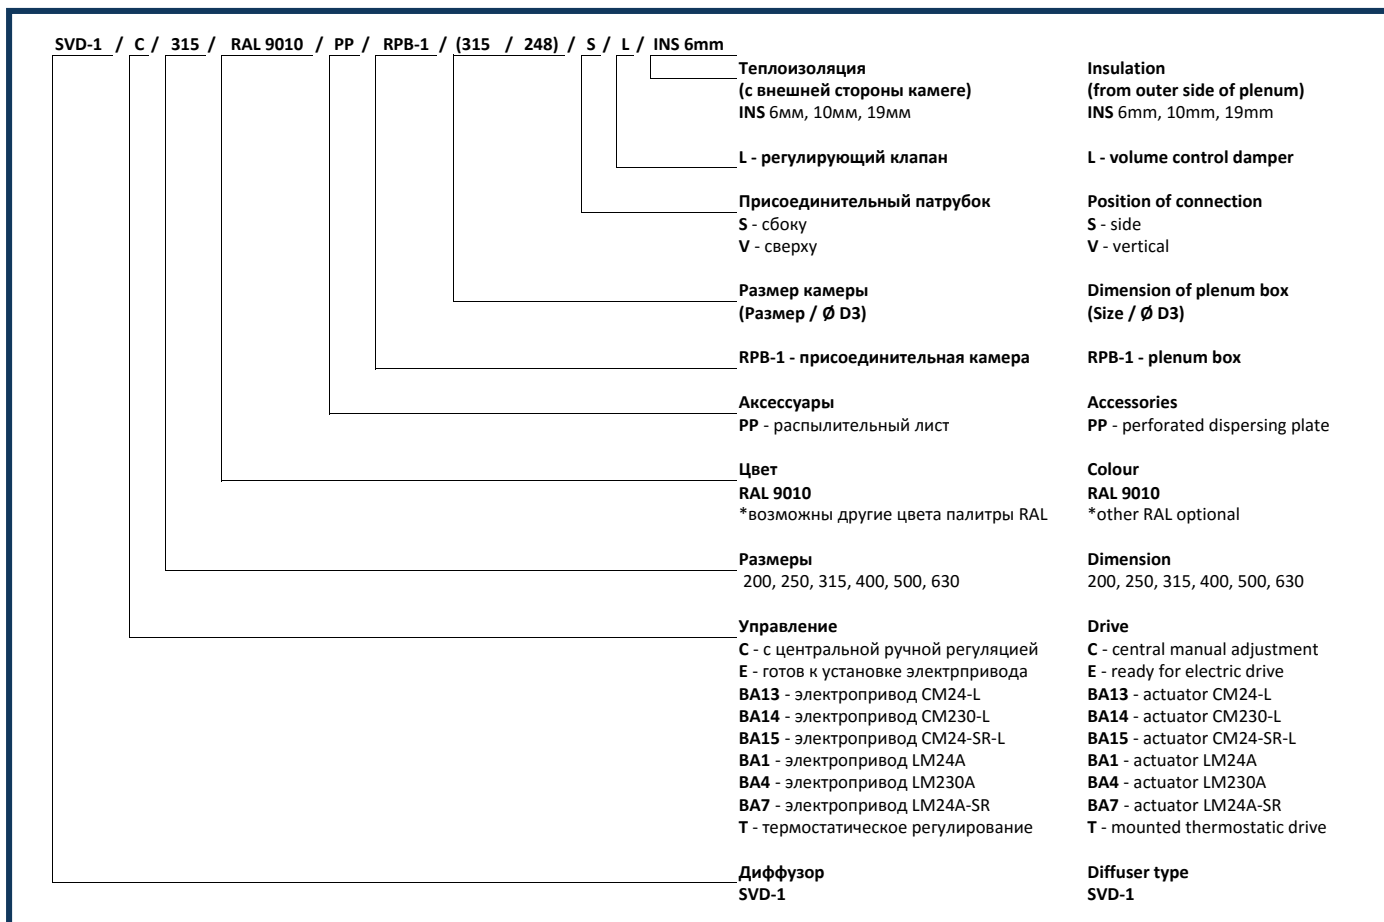 SVD-1 / C / 315 / RAL 9010 / PP / RPB-1 / (315 / 248) / S / L / INS 6mm
Теплоизоляция
(с внешней стороны камеге)
INS 6мм, 10мм, 19мм
L - регулирующий клапан
Присоединительный патрубок
S - сбоку
V - сверху
Размер камеры
(Размер / Ø D3)
RPB-1 - присоединительная камера
Аксессуары
PP - распылительный лист
Цвет
RAL 9010
*возможны другие цвета палитры RAL
Размеры
200, 250, 315, 400, 500, 630
Управление
C - с центральной ручной регуляцией
E - готов к установке электрпривода
BA13 - электропривод CM24-L
BA14 - электропривод CM230-L
BA15 - электропривод CM24-SR-L
BA1 - электропривод LM24A
BA4 - электропривод LM230A
BA7 - электропривод LM24A-SR
T - термостатическое регулирование
Диффузор
SVD-1
Insulation
(from outer side of plenum)
INS 6mm, 10mm, 19mm
L - volume control damper
Position of connection
S - side
V - vertical
Dimension of plenum box
(Size / Ø D3)
RPB-1 - plenum box
Accessories
PP - perforated dispersing plate
Colour
RAL 9010
*other RAL optional
Dimension
200, 250, 315, 400, 500, 630
Drive
C - central manual adjustment
E - ready for electric drive
BA13 - actuator CM24-L
BA14 - actuator CM230-L
BA15 - actuator CM24-SR-L
BA1 - actuator LM24A
BA4 - actuator LM230A
BA7 - actuator LM24A-SR
T - mounted thermostatic drive
Diffuser type
SVD-1